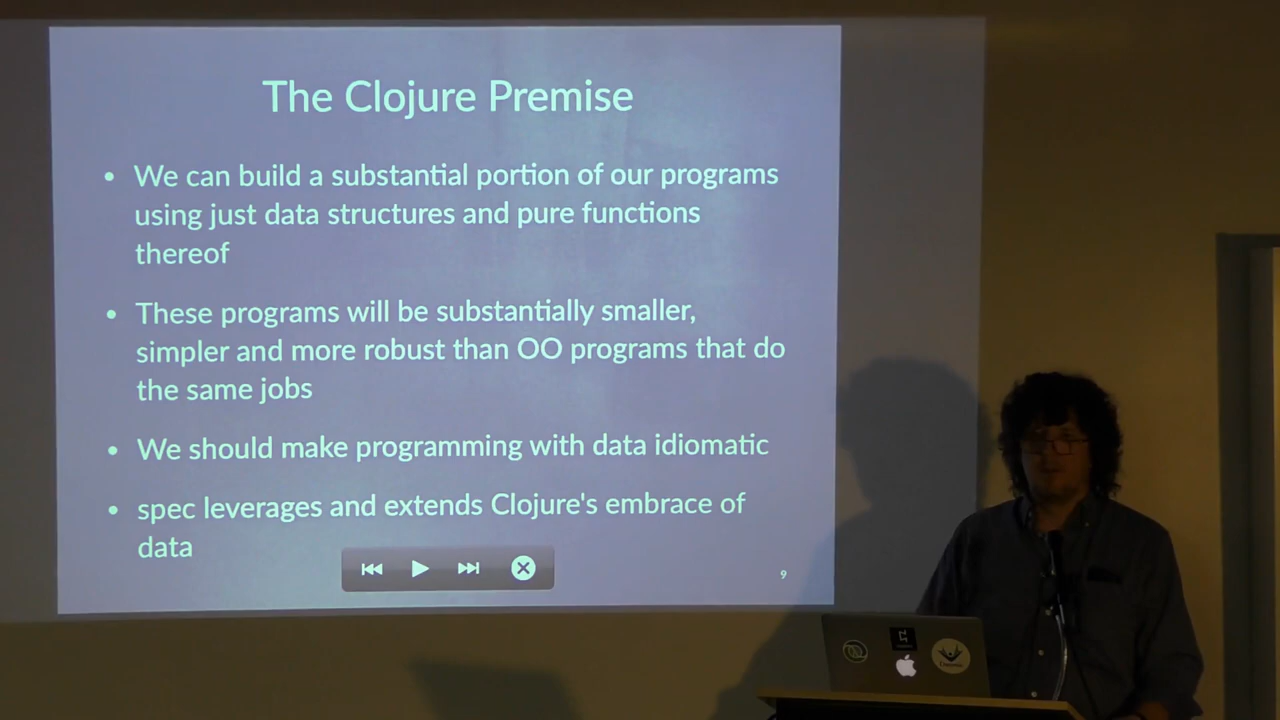 The Clojure Premise
• We can build a substantial portion of our programs
using just data structures and pure functions
thereof
• These programs will be substantially smaller,
simpler and more robust than OO programs that do
the same jobs
• We should make programming with data idiomatic
• spec leverages and extends Clojure's embrace of
data
9